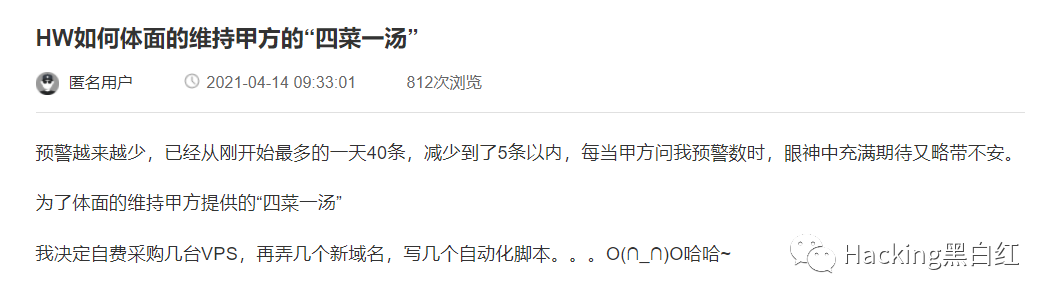 HW如何体面的维持甲方的“四菜一汤”
匿名用户 2021-04-14 09:33:01 812次浏览
预警越来越少，已经从刚开始最多的一天40条，减少到了5条以内，每当甲方问我预警数时，眼神中充满期待又略带不安。
为了体面的维持甲方提供的“四菜一汤”
我决定自费采购几台VPS，再弄几个新域名，写几个自动化脚本。。。O(∩_∩)O哈哈~
Hacking黑白红